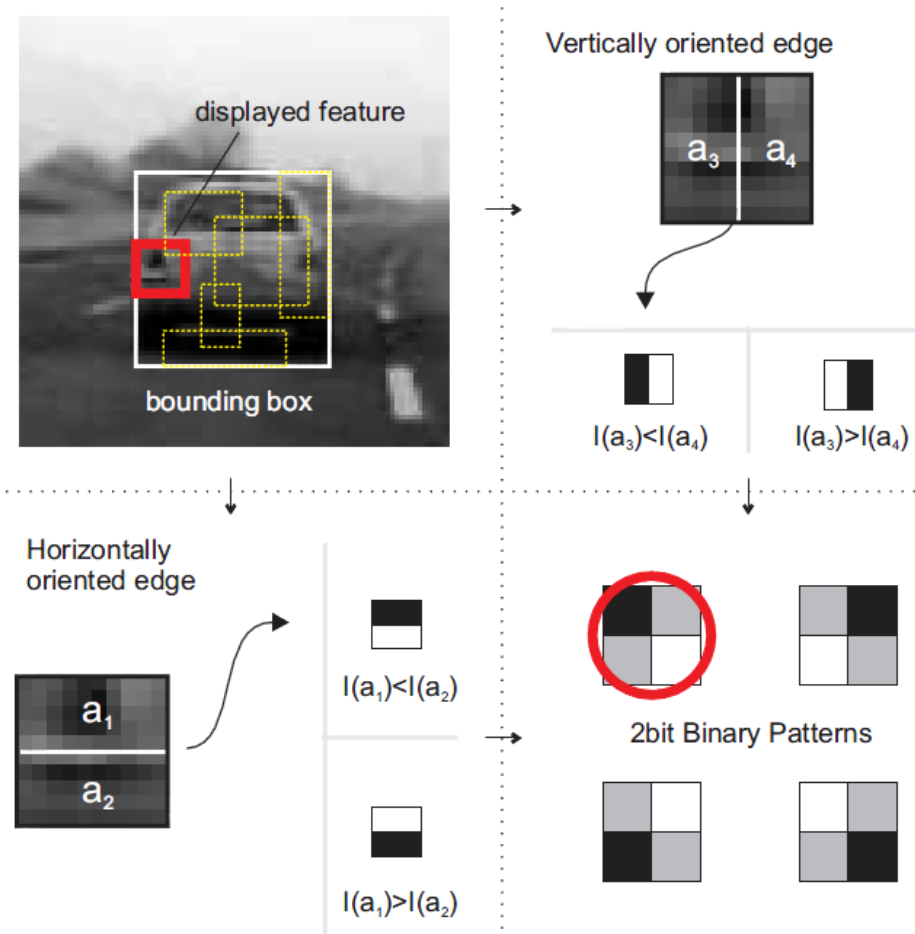 displayed feature
bounding box
Vertically oriented edge
a₃ a₄
I(a₃)<I(a₄)
I(a₃)>I(a₄)
Horizontally
oriented edge
a₁
a₂
I(a₁)<I(a₂)
I(a₁)>I(a₂)
2bit Binary Patterns